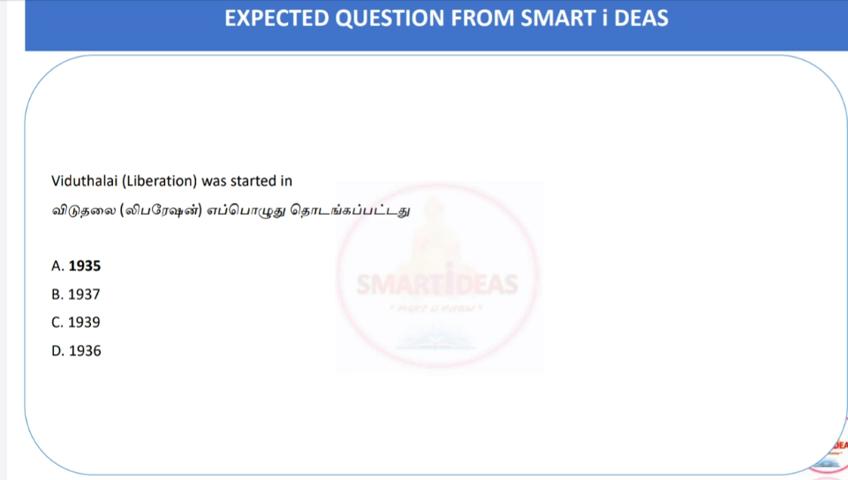 EXPECTED QUESTION FROM SMART i DEAS
Viduthalai (Liberation) was started in
விடுதலை (லிபரேஷன்) எப்பொழுது தொடங்கப்பட்டது
A. 1935
B. 1937
C. 1939
D. 1936
SMARTiDEAS